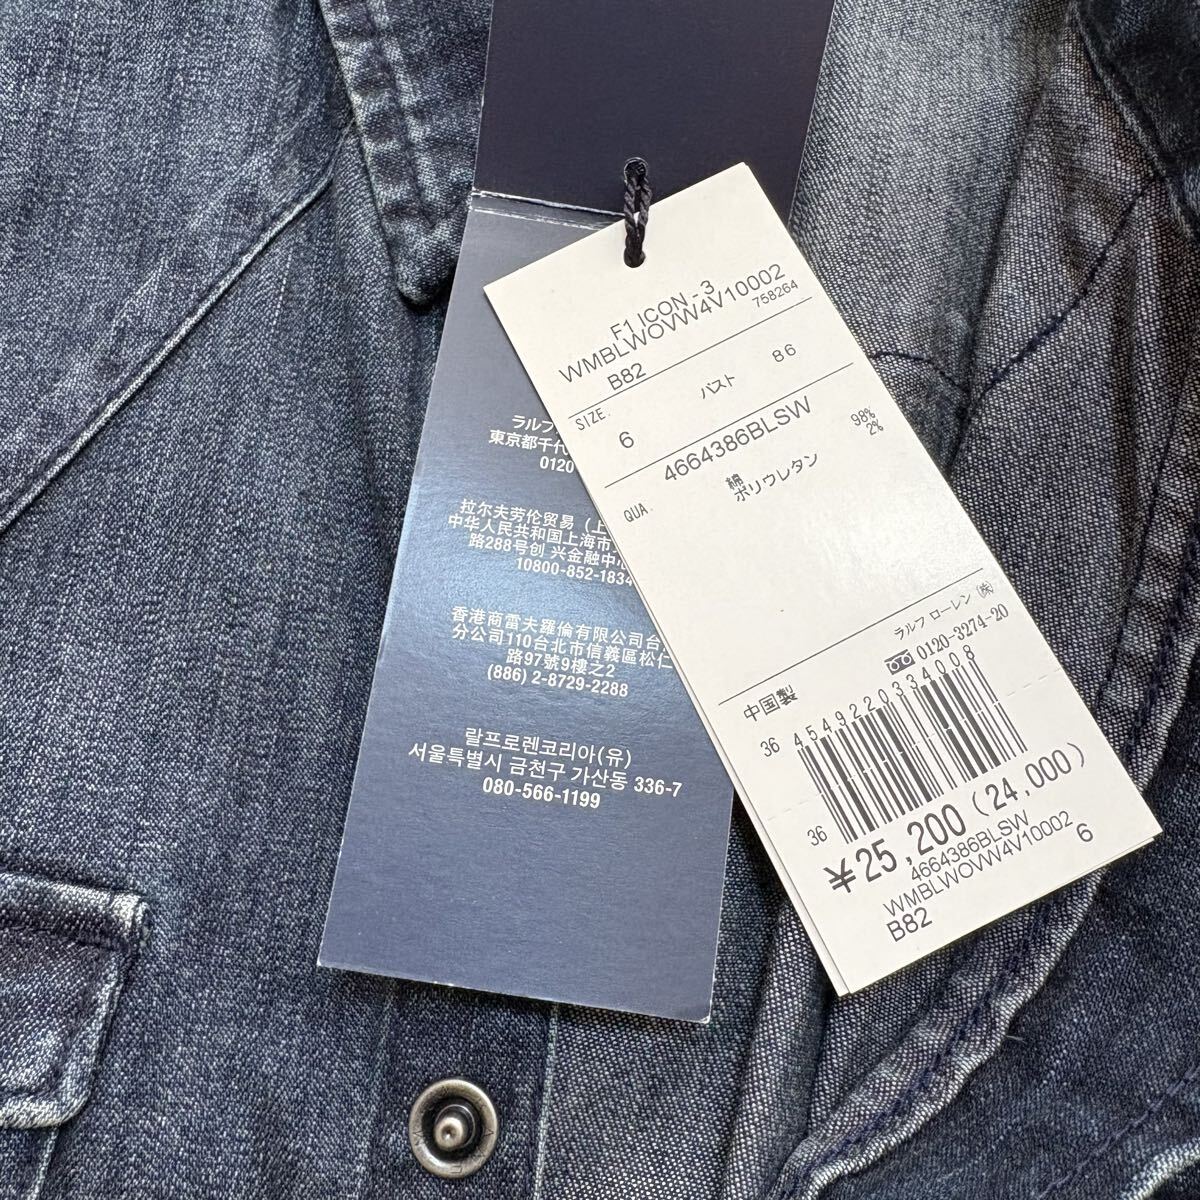 F1 ICON - 3
WMBLWOVW4V10002
B82
758264
SIZE.
バスト
86
6
4664386BLSW
QUA.
綿
98%
ポリウレタン
2%
ラルフ ローレン ㈱
0120-3274-20
中国製
36
4549220334008
36
¥25,200 (24,000)
4664386BLSW
WMBLWOVW4V10002
B82
6
ラルフ
東京都千代
0120
拉尔夫劳伦贸易（上
中华人民共和国上海市
路288号创 兴金融中心
10800-852-1834
香港商雷夫羅倫有限公司台
分公司110台北市信義區松仁
路97號9樓之2
(886) 2-8729-2288
랄프로렌코리아(유)
서울특별시 금천구 가산동 336-7
080-566-1199